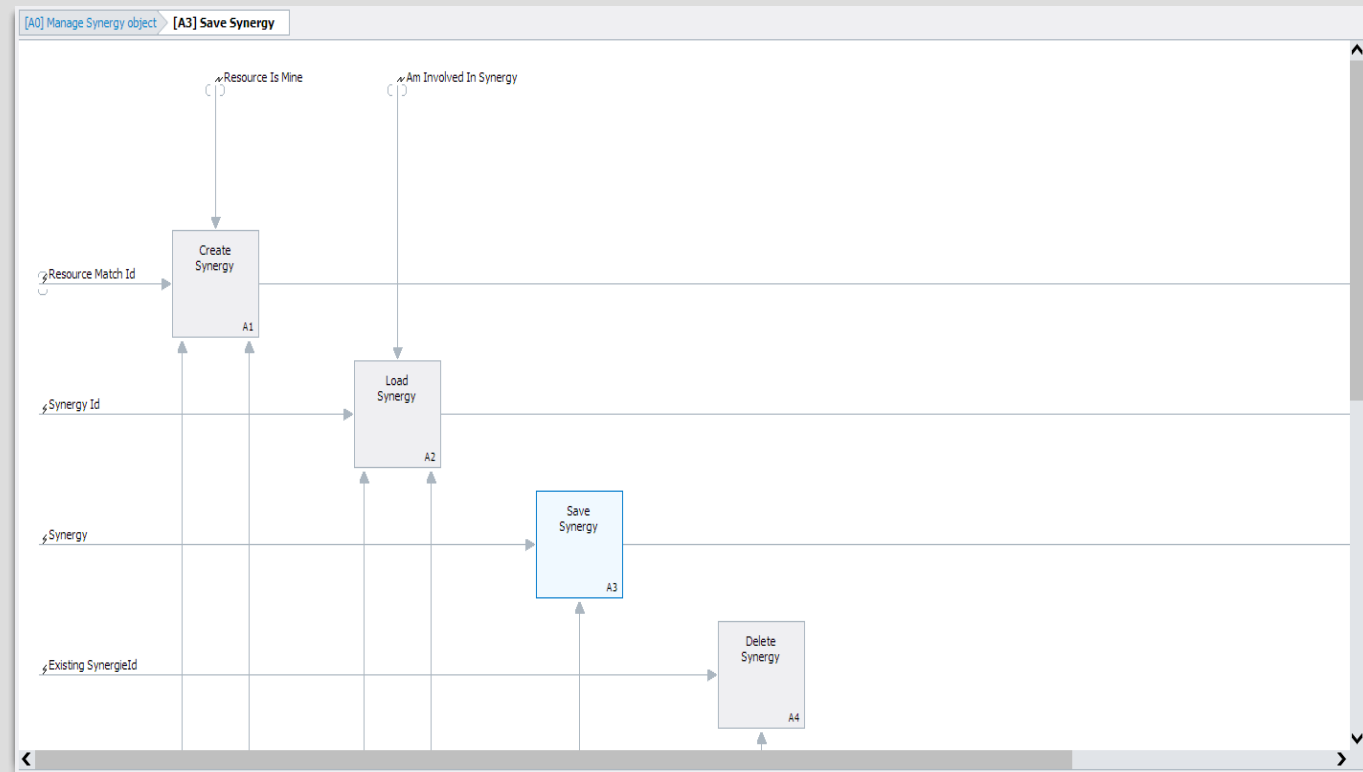 [A0] Manage Synergy object [A3] Save Synergy
Resource Is Mine
Am Involved In Synergy
Create
Synergy
A1
Resource Match Id
Load
Synergy
A2
Synergy Id
Save
Synergy
A3
Synergy
Delete
Synergy
A4
Existing SynergieId